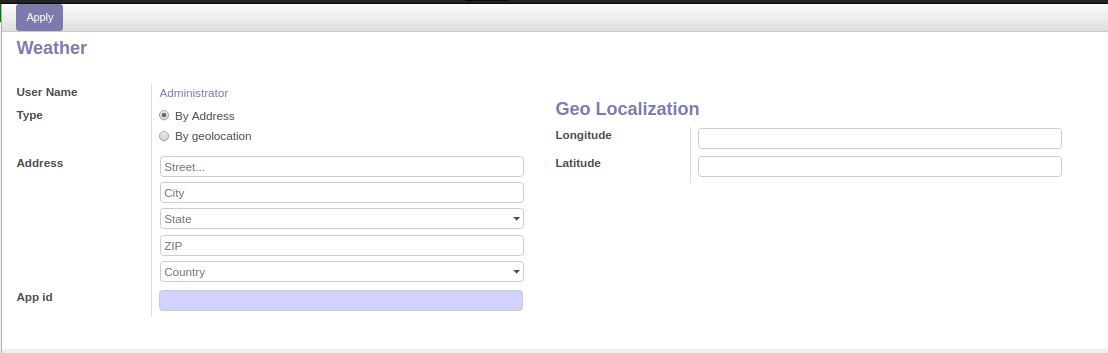 Apply
Weather
User Name
Administrator
Type
By Address
By geolocation
Address
Street...
City
State
ZIP
Country
App id
Geo Localization
Longitude
Latitude